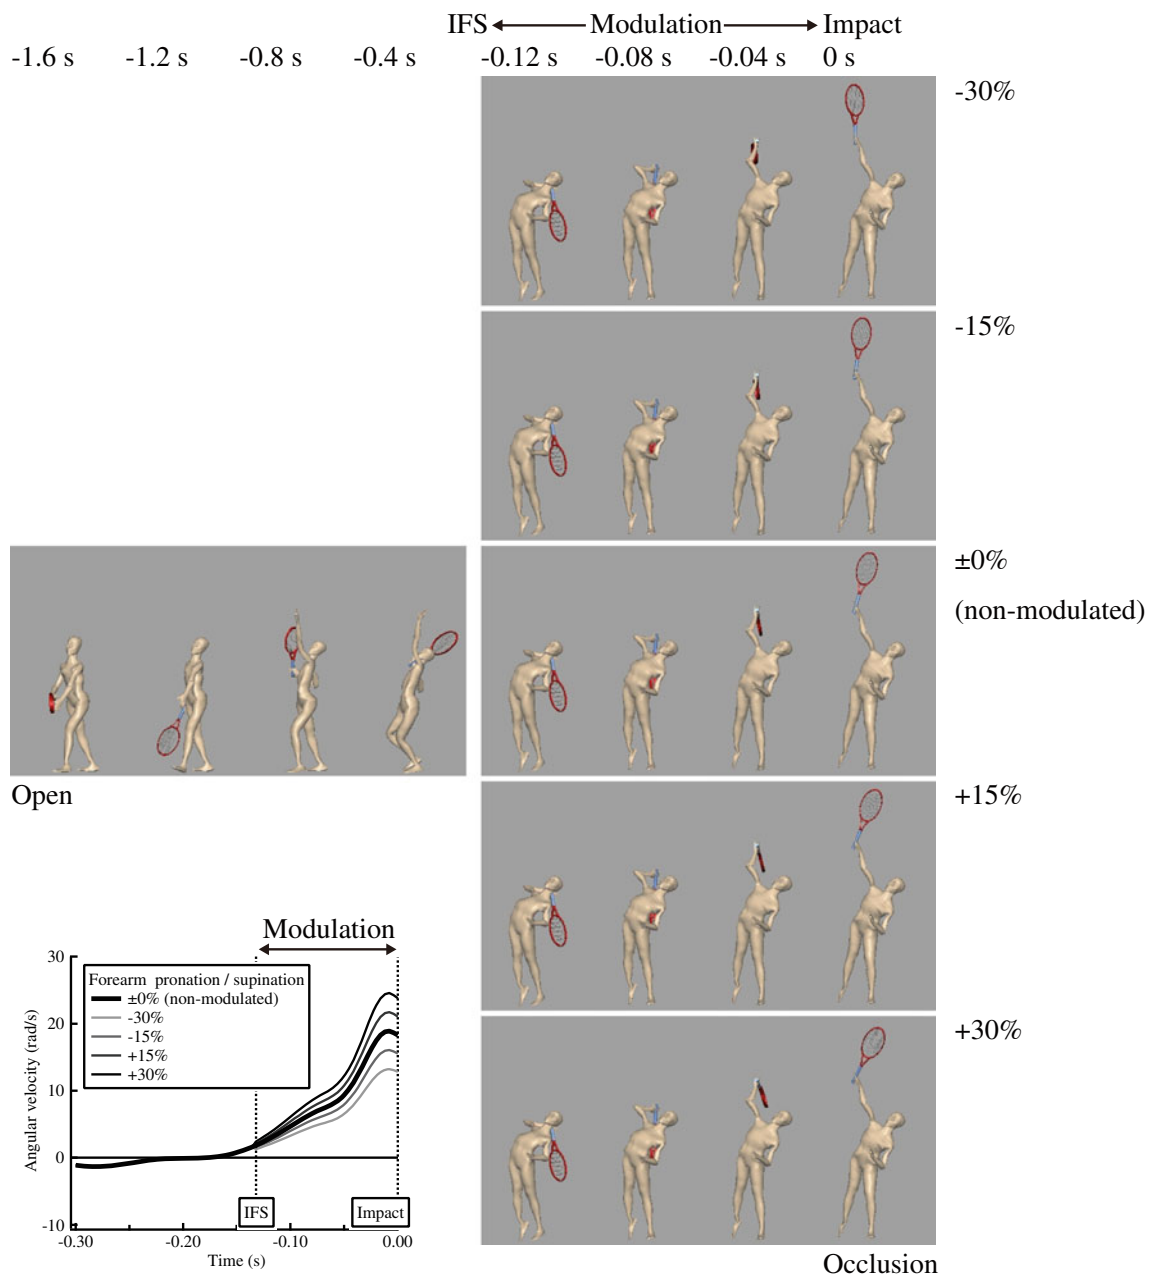 IFS Modulation Impact
-1.6 s -1.2 s -0.8 s -0.4 s -0.12 s -0.08 s -0.04 s 0 s
-30%
-15%
±0%
(non-modulated)
Open
+15%
+30%
Occlusion
Modulation
30
20
10
0
-10
Angular velocity (rad/s)
Forearm pronation / supination
±0% (non-modulated)
-30%
-15%
+15%
+30%
IFS Impact
-0.30 -0.20 -0.10 0.00
Time (s)